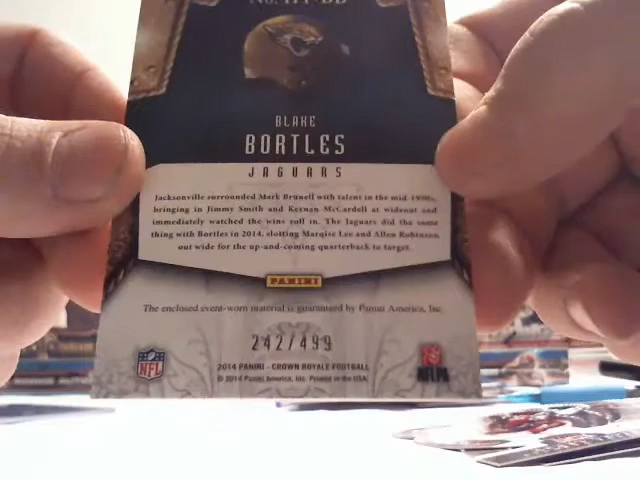 BLAKE
BORTLES
JAGUARS
Jacksonville surrounded Mark Brunell with talent in the mid 1990s,
bringing in Jimmy Smith and Keenan McCardell at wideout and
immediately watched the wins roll in. The Jaguars did the same
thing with Bortles in 2014, slotting Marqise Lee and Allen Robinson
out wide for the up-and-coming quarterback to target.
PANINI
The enclosed event-worn material is guaranteed by Panini America, Inc.
242/499
2014 PANINI - CROWN ROYALE FOOTBALL
© 2014 Panini America, Inc. Printed in the USA
NFL
NFLPA